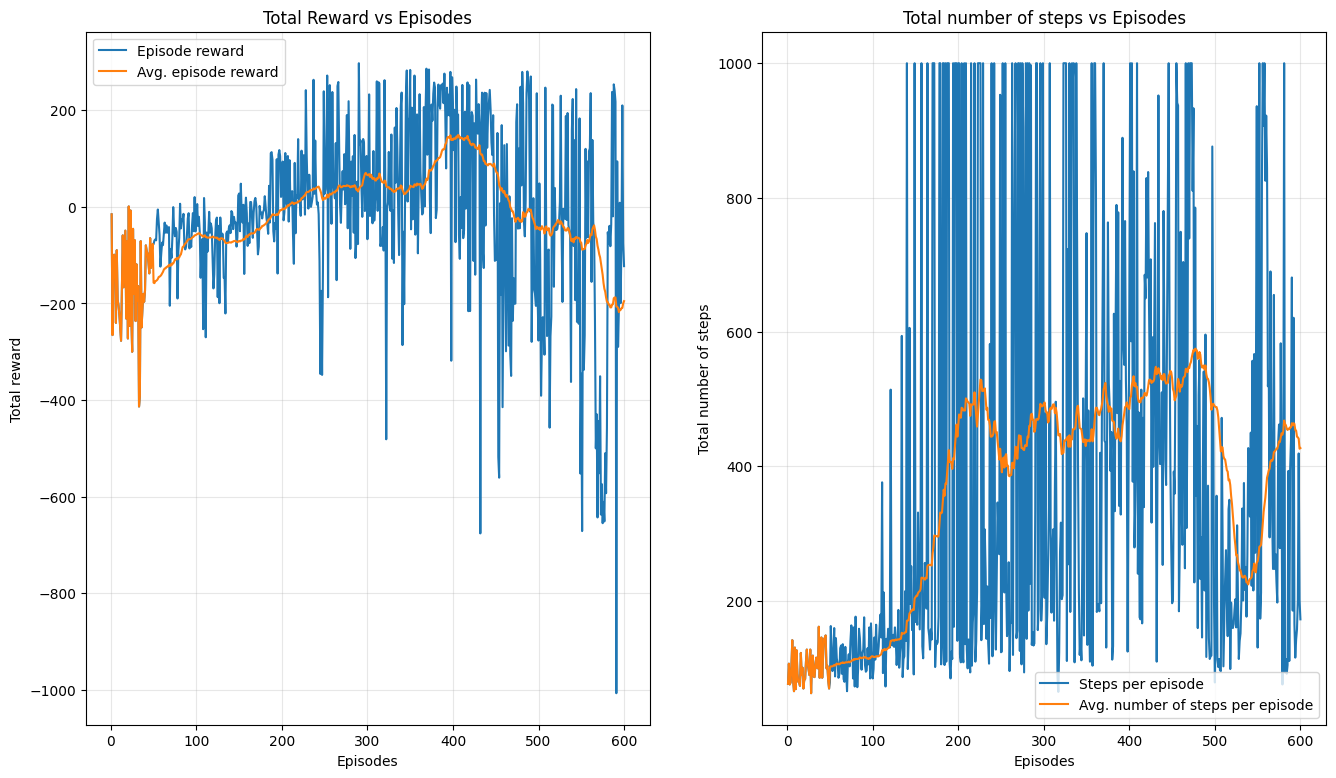 Total Reward vs Episodes
Episode reward
Avg. episode reward
200
0
−200
−400
−600
−800
−1000
Total reward
0
100
200
300
400
500
600
Episodes
Total number of steps vs Episodes
1000
800
600
400
200
Total number of steps
Steps per episode
Avg. number of steps per episode
0
100
200
300
400
500
600
Episodes